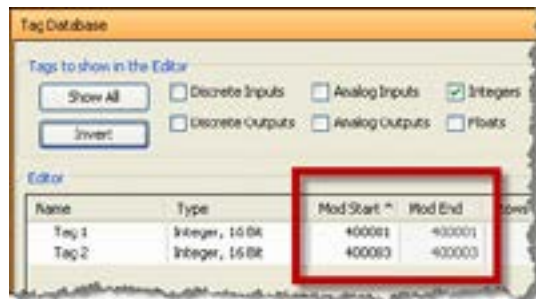 Tag Database
Tags to show in the Editor
Show All Discrete Inputs Analog Inputs Integers
Invert Discrete Outputs Analog Outputs Floats
Editor
Name Type Mod Start ^ Mod End
Tag 1 Integer, 16 Bit 400001 400001
Tag 2 Integer, 16 Bit 400003 400003